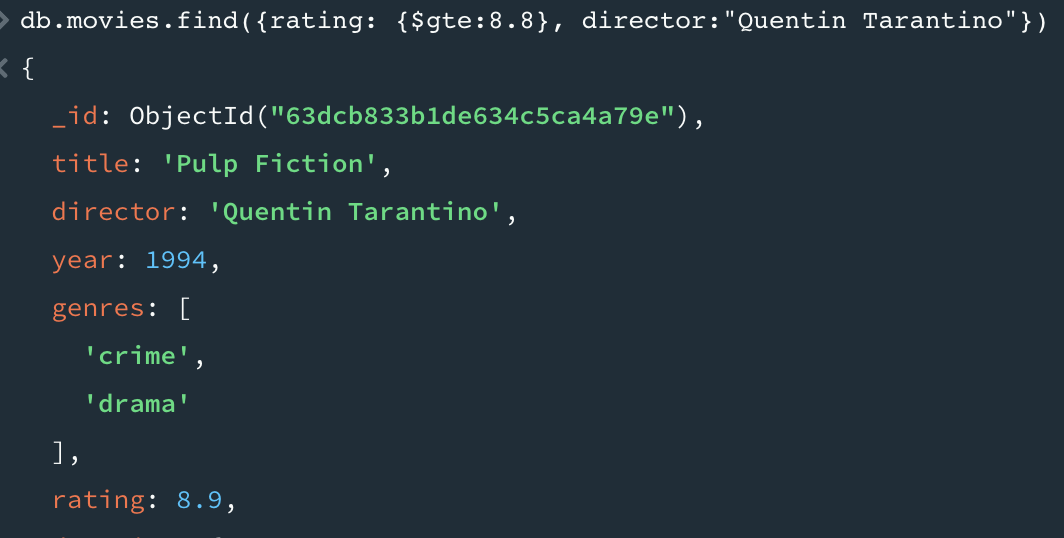 db.movies.find({rating: {$gte:8.8}, director:"Quentin Tarantino"})
{
_id: ObjectId("63dcb833b1de634c5ca4a79e"),
title: 'Pulp Fiction',
director: 'Quentin Tarantino',
year: 1994,
genres: [
'crime',
'drama'
],
rating: 8.9,